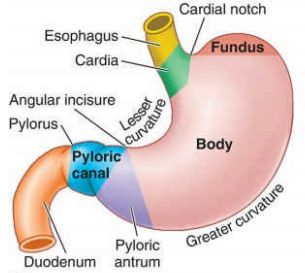 Cardial notch
Esophagus
Fundus
Cardia
Angular incisure
Lesser
curvature
Pylorus
Body
Pyloric
canal
Greater curvature
Duodenum
Pyloric
antrum